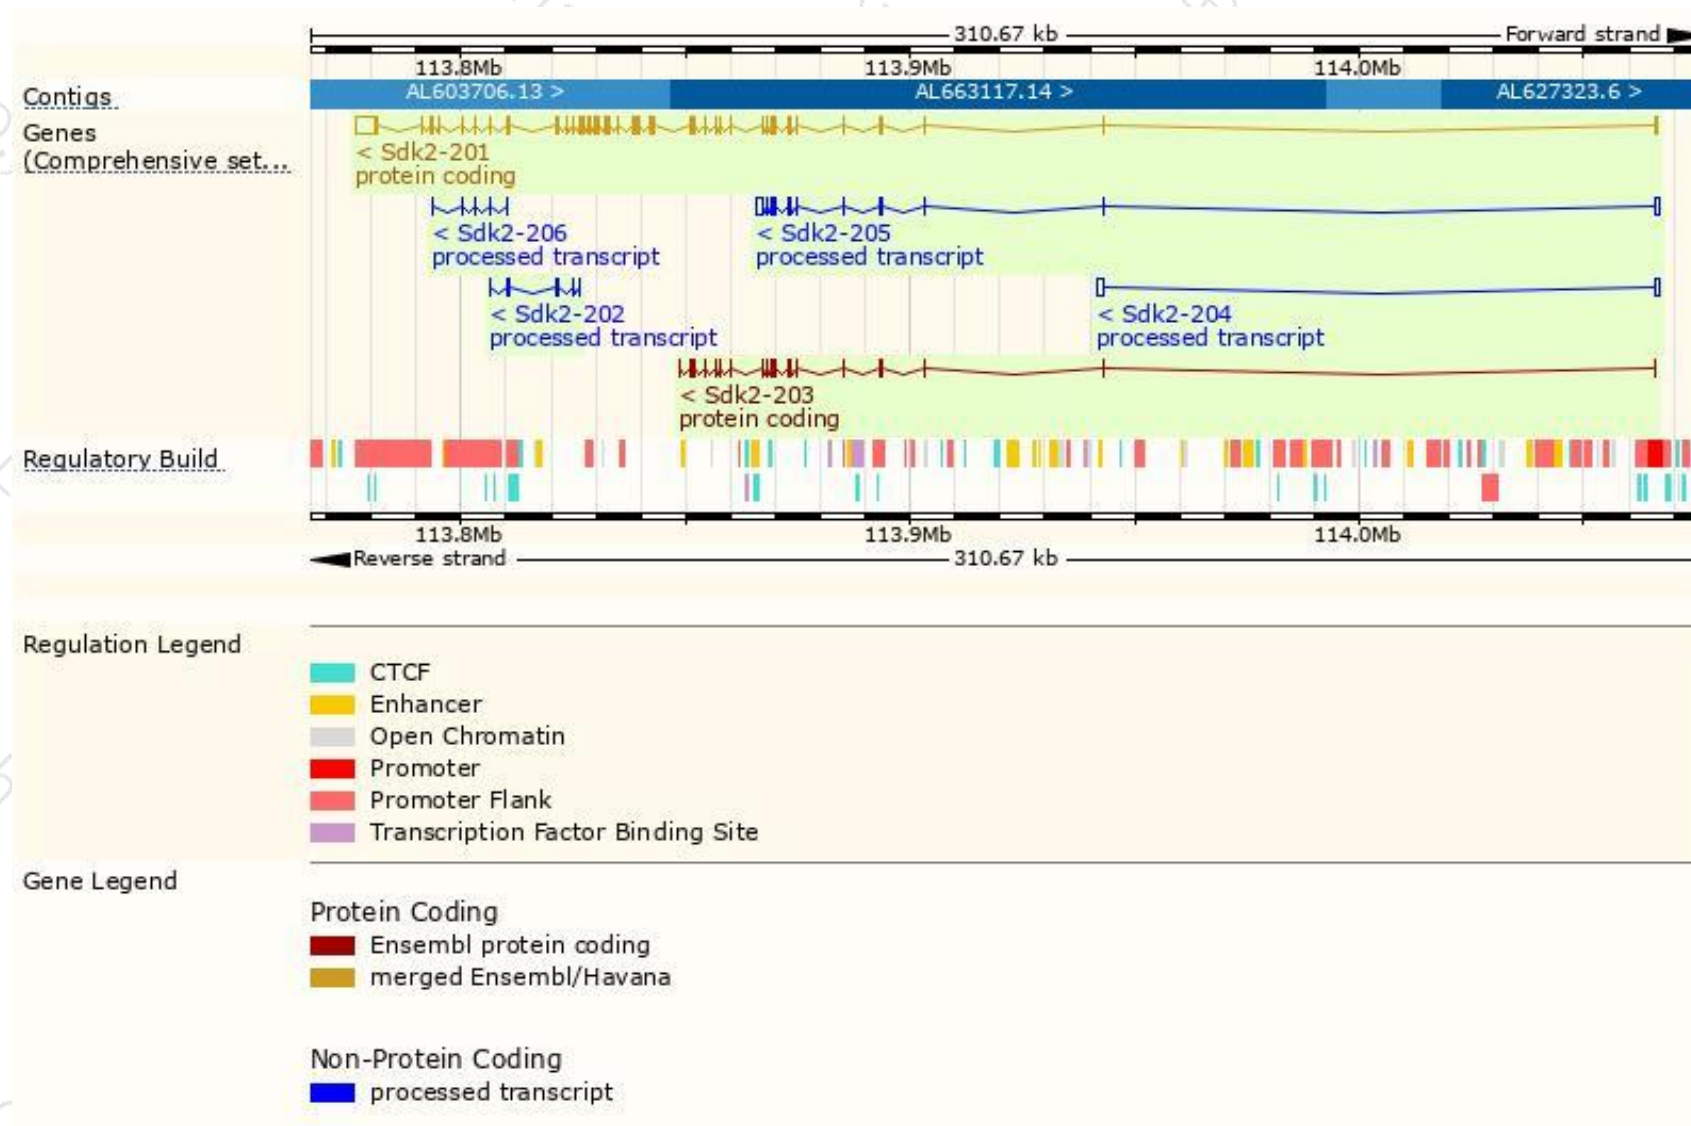 310.67 kb Forward strand
113.8Mb 113.9Mb 114.0Mb
Contigs AL603706.13 > AL663117.14 > AL627323.6 >
Genes
(Comprehensive set...
< Sdk2-201
protein coding
< Sdk2-206 < Sdk2-205
processed transcript processed transcript
< Sdk2-202 < Sdk2-204
processed transcript processed transcript
< Sdk2-203
protein coding
Regulatory Build
113.8Mb 113.9Mb 114.0Mb
Reverse strand 310.67 kb
Regulation Legend
CTCF
Enhancer
Open Chromatin
Promoter
Promoter Flank
Transcription Factor Binding Site
Gene Legend
Protein Coding
Ensembl protein coding
merged Ensembl/Havana
Non-Protein Coding
processed transcript